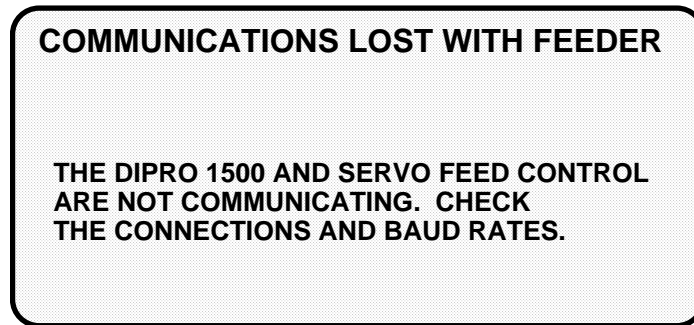 COMMUNICATIONS LOST WITH FEEDER
THE DIPRO 1500 AND SERVO FEED CONTROL
ARE NOT COMMUNICATING.  CHECK
THE CONNECTIONS AND BAUD RATES.